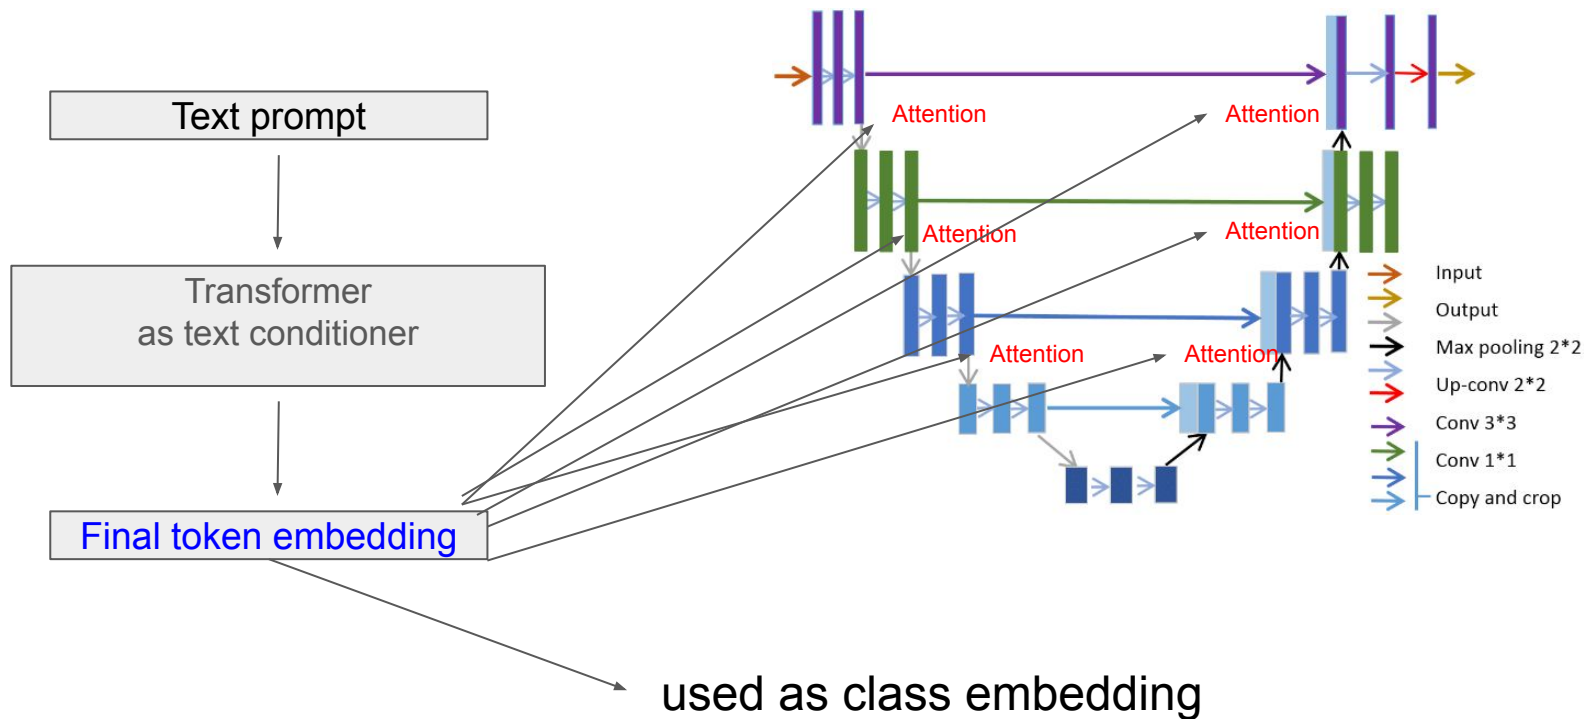 Text prompt
Transformer
as text conditioner
Final token embedding
used as class embedding
Attention
Attention
Attention
Attention
Attention
Attention
Input
Output
Max pooling 2*2
Up-conv 2*2
Conv 3*3
Conv 1*1
Copy and crop